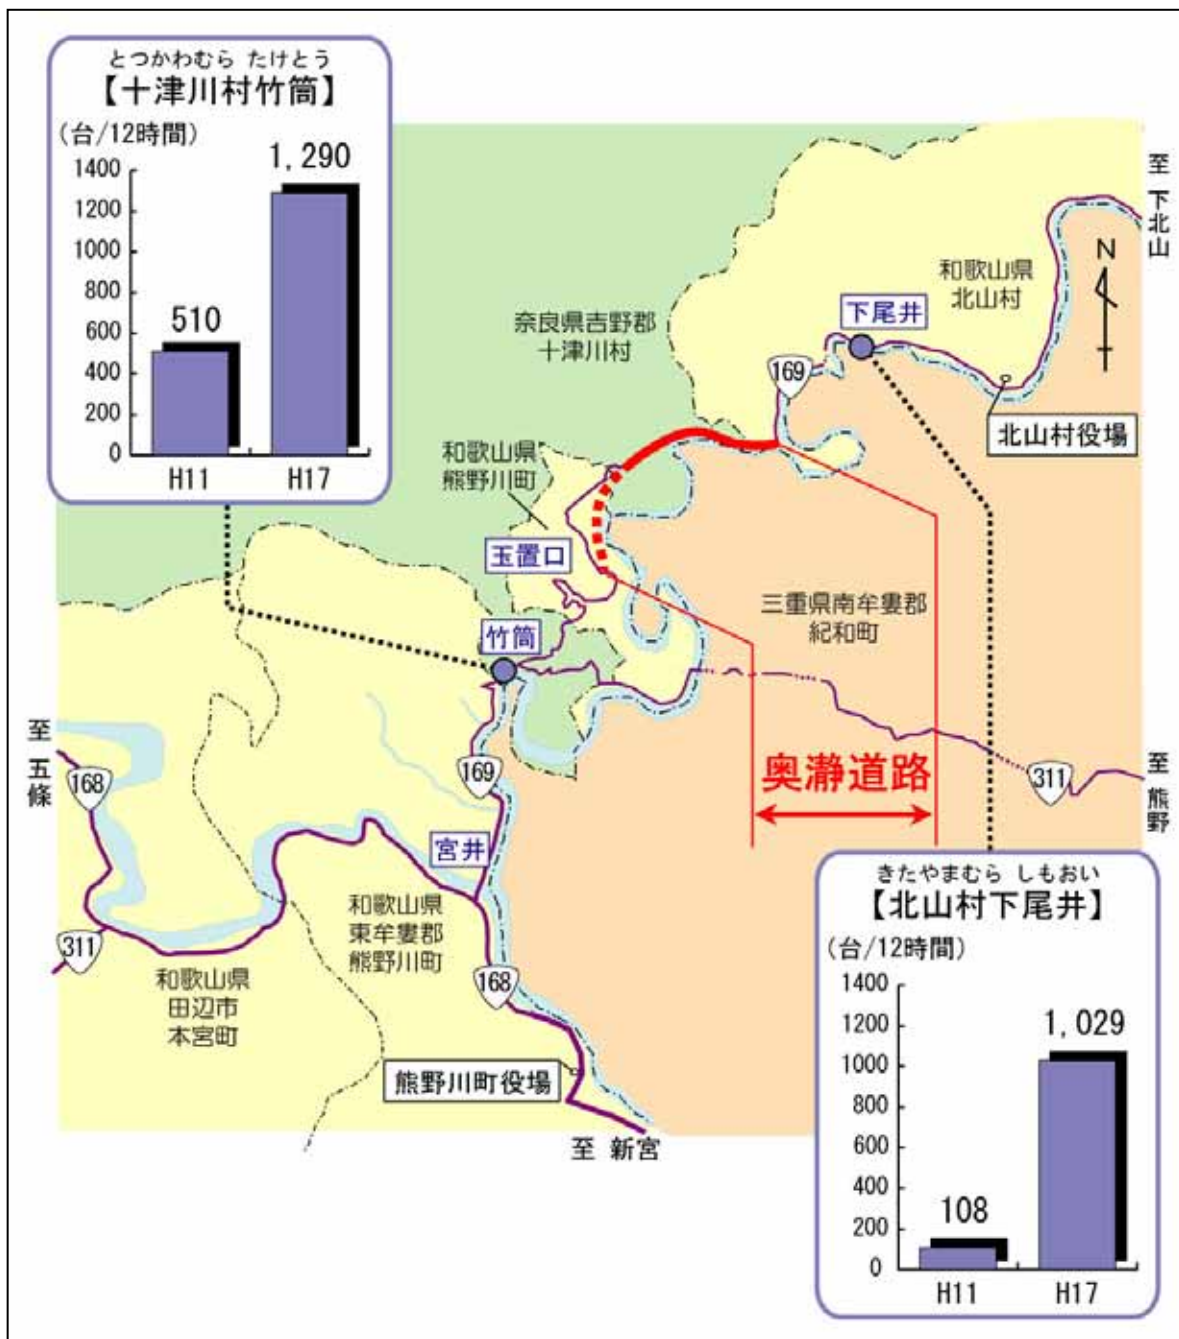 とつかわむら たけとう
【十津川村竹筒】
(台/12時間)
1400
1200
1000
800
600
400
200
0
510
1,290
H11
H17
至 下北山
N
和歌山県
北山村
下尾井
奈良県吉野郡
十津川村
169
北山村役場
和歌山県
熊野川町
玉置口
三重県南牟婁郡
紀和町
竹筒
至 五條
168
169
奥瀞道路
311
至 熊野
宮井
和歌山県
東牟婁郡
熊野川町
311
和歌山県
田辺市
本宮町
168
熊野川町役場
至 新宮
きたやまむら しもおい
【北山村下尾井】
(台/12時間)
1400
1200
1000
800
600
400
200
0
108
1,029
H11
H17